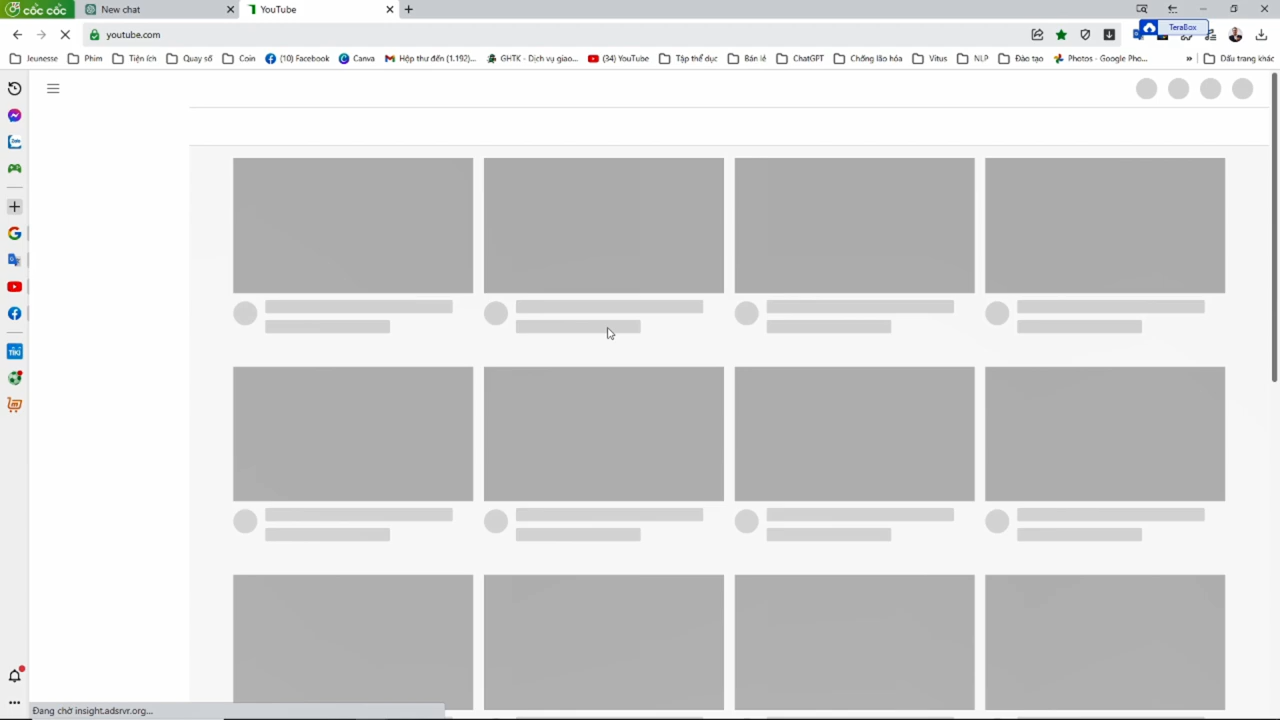 cốc cốc
New chat
YouTube
TeraBox
youtube.com
Jeunesse
Phim
Tiện ích
Quay số
Coin
(10) Facebook
Canva
Hộp thư đến (1.192)...
GHTK - Dịch vụ giao...
(34) YouTube
Tập thể dục
Bán lẻ
ChatGPT
Chống lão hóa
Vitus
NLP
Đào tạo
Photos - Google Pho...
»
Dấu trang khác
Zalo
TIKI
Đang chờ insight.adsrvr.org...